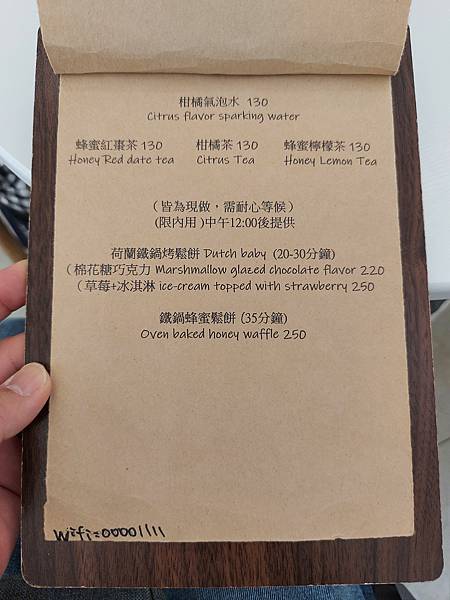 柑橘氣泡水 130
Citrus flavor sparking water
蜂蜜紅棗茶 130 柑橘茶 130 蜂蜜檸檬茶 130
Honey Red date tea Citrus Tea Honey Lemon Tea
(皆為現做，需耐心等候)
(限內用)中午12:00後提供
荷蘭鐵鍋烤鬆餅 Dutch baby (20-30分鐘)
(棉花糖巧克力 Marshmallow glazed chocolate flavor 220
(草莓+冰淇淋 ice-cream topped with strawberry 250
鐵鍋蜂蜜鬆餅 (35分鐘)
Oven baked honey waffle 250
Wifi=00001111